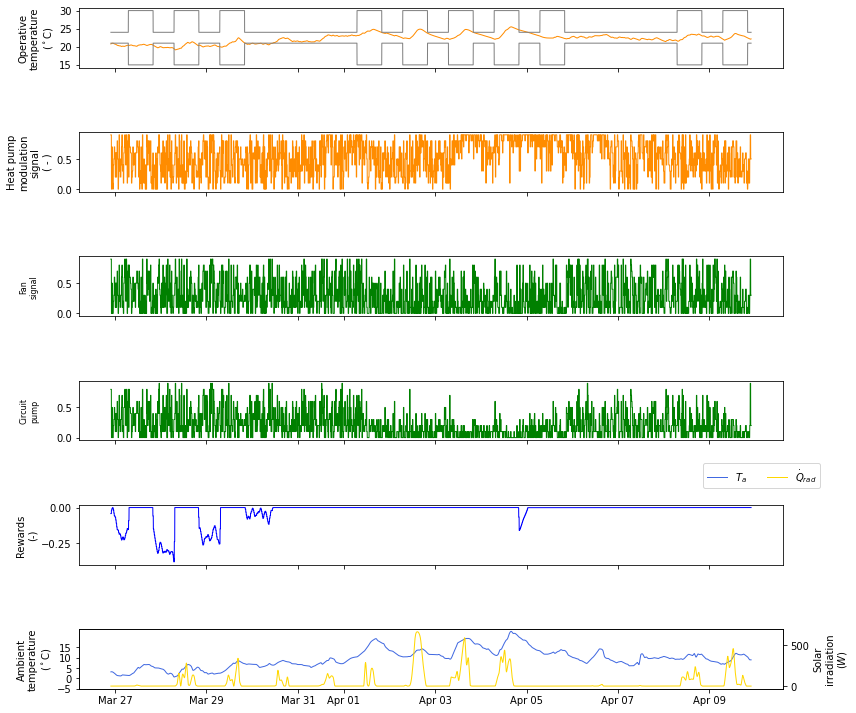 Operative
temperature
(°C)
30
25
20
15
Heat pump
modulation
signal
( - )
0.5
0.0
Fan
signal
0.5
0.0
Circuit
pump
0.5
0.0
T_a
Q̇_rad
Rewards
(-)
0.00
−0.25
Ambient
temperature
(°C)
15
10
5
0
−5
500
0
Solar
irradiation
(W)
Mar 27
Mar 29
Mar 31
Apr 01
Apr 03
Apr 05
Apr 07
Apr 09